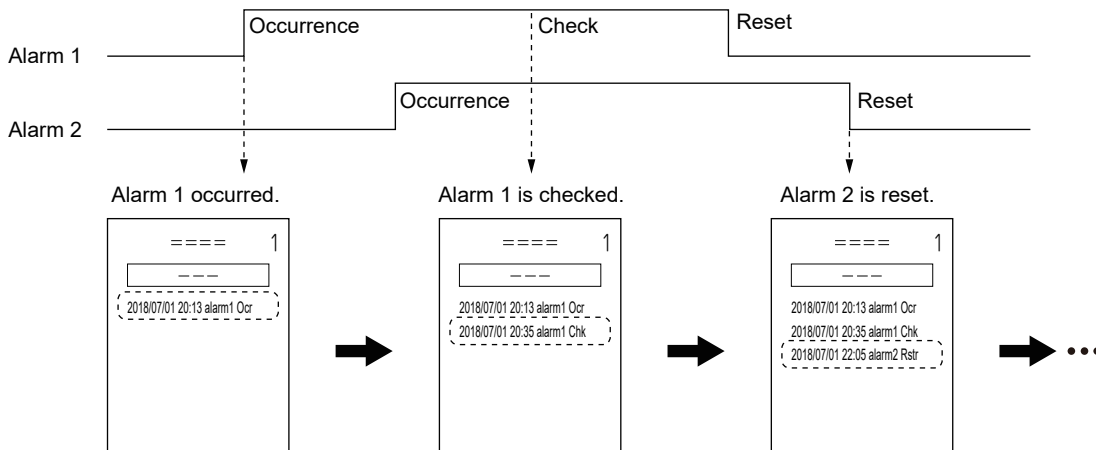 Occurrence Check Reset
Alarm 1
Occurrence Reset
Alarm 2
Alarm 1 occurred. Alarm 1 is checked. Alarm 2 is reset.
==== 1
---
2018/07/01 20:13 alarm1 Ocr
==== 1
---
2018/07/01 20:13 alarm1 Ocr
2018/07/01 20:35 alarm1 Chk
==== 1
---
2018/07/01 20:13 alarm1 Ocr
2018/07/01 20:35 alarm1 Chk
2018/07/01 22:05 alarm2 Rstr